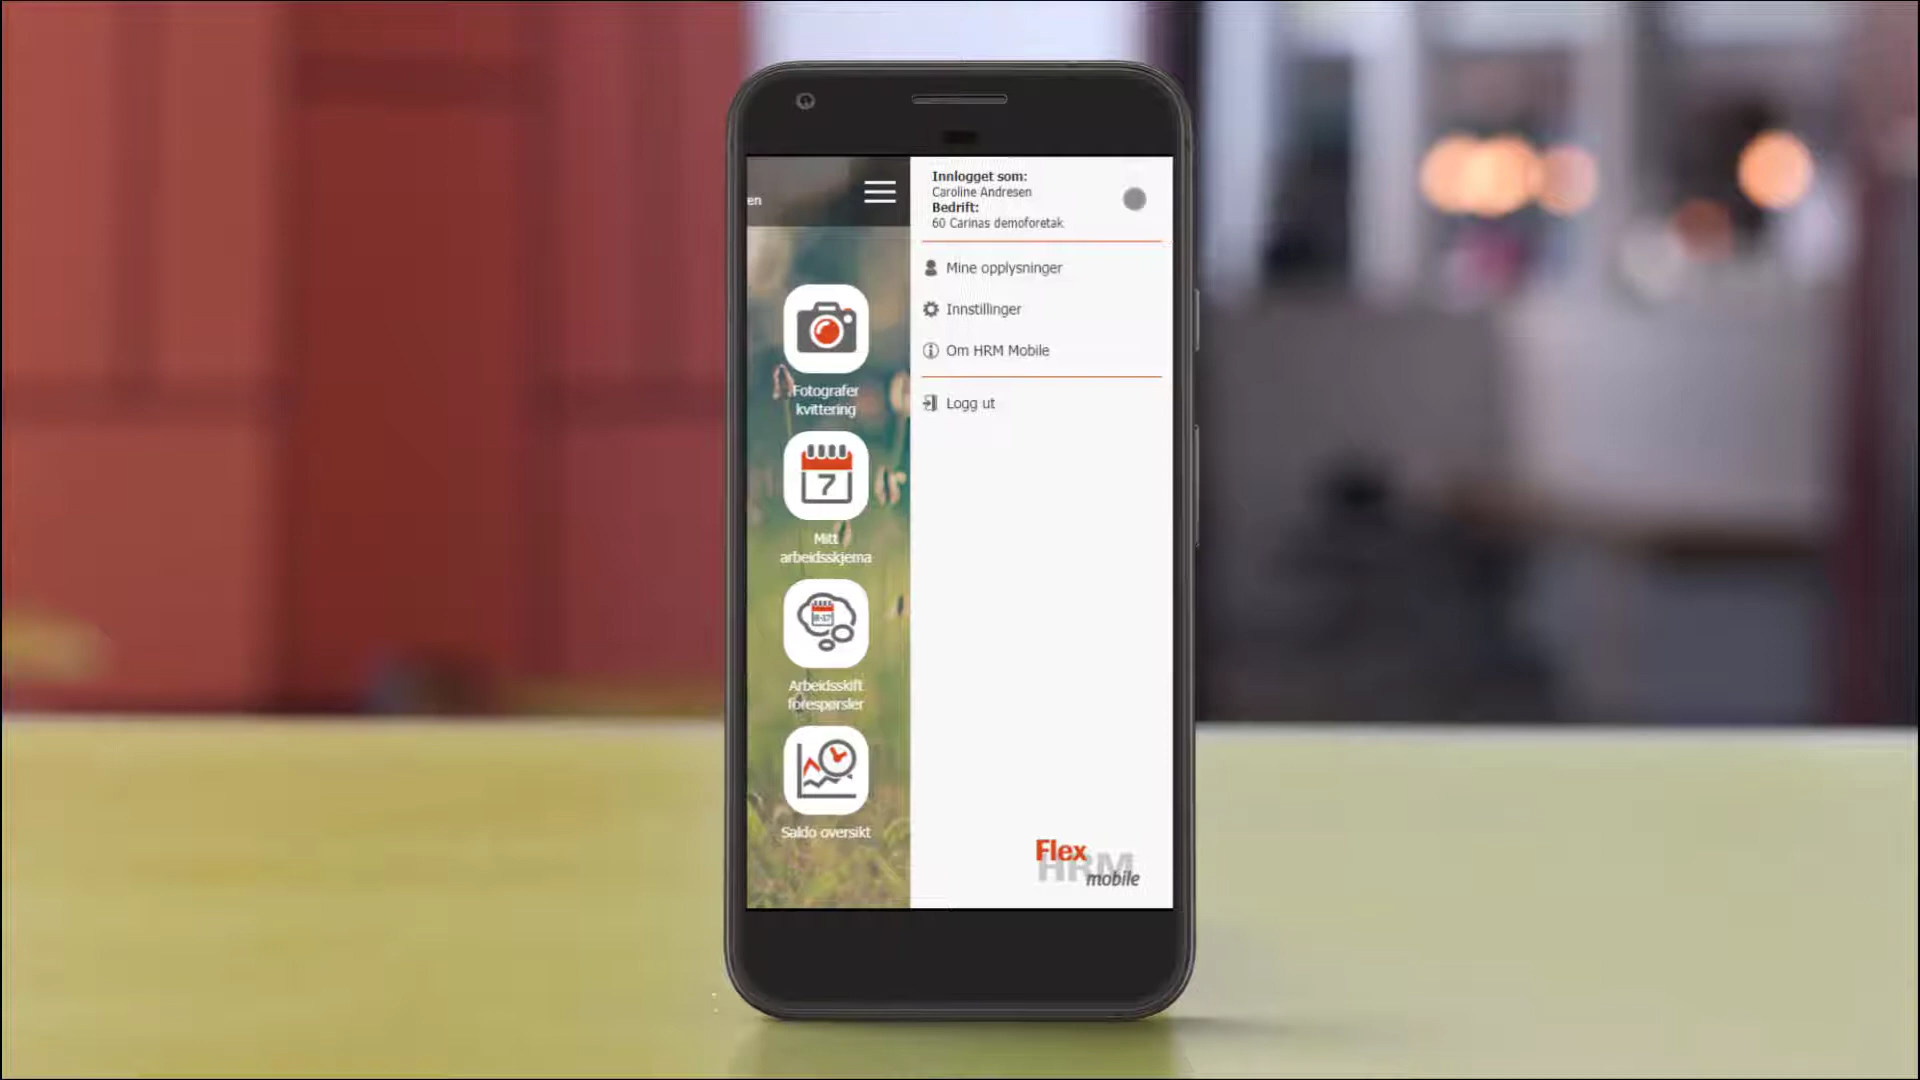 en
Innlogget som:
Caroline Andresen
Bedrift:
60 Carinas demoforetak
Mine opplysninger
Innstillinger
Om HRM Mobile
Logg ut
Fotografer
kvittering
7
Mitt
arbeidsskjema
Arbeidsskift
forespørsler
Saldo oversikt
Flex
HRM
mobile